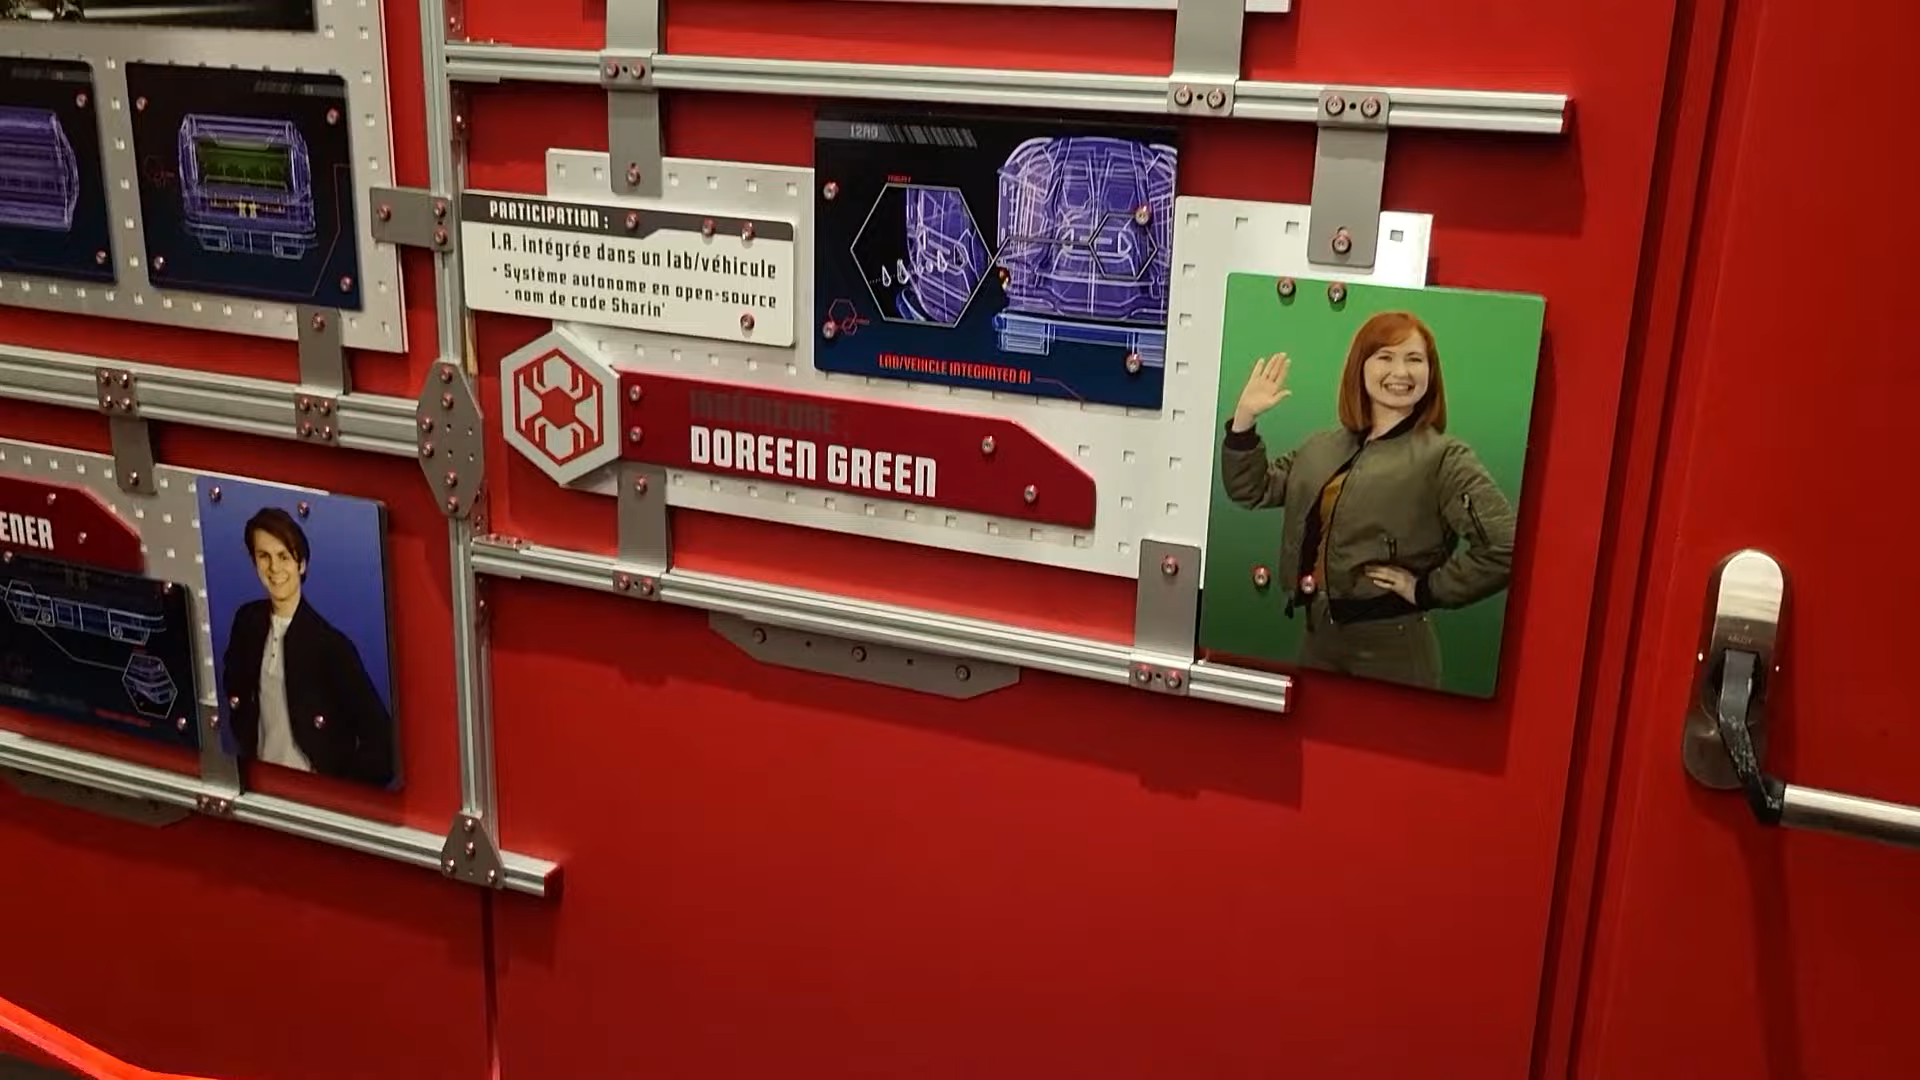 PARTICIPATION :
I.A. intégrée dans un lab/véhicule
• Système autonome en open-source
- nom de code Sharin'
LAB/VEHICLE INTEGRATED AI
INGÉNIEURE :
DOREEN GREEN
ENER